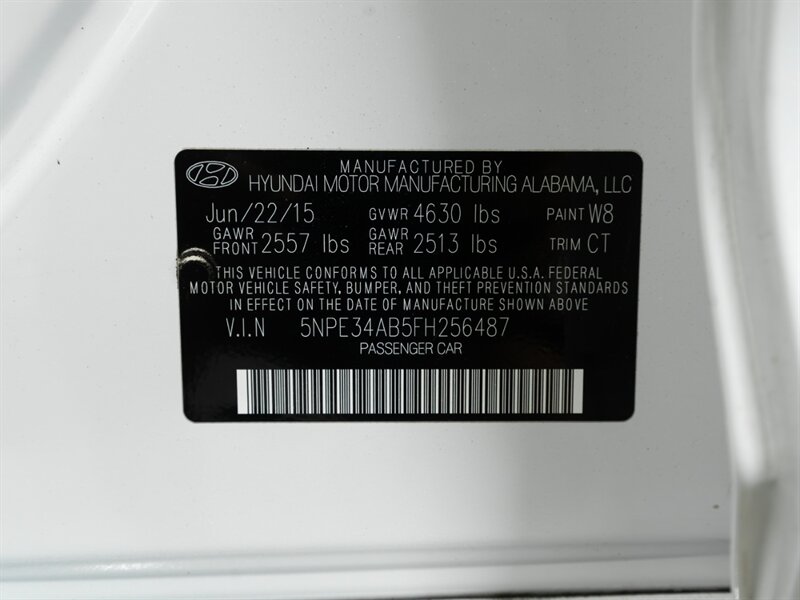 MANUFACTURED BY
HYUNDAI MOTOR MANUFACTURING ALABAMA, LLC
Jun/22/15 GVWR 4630 lbs PAINT W8
GAWR FRONT 2557 lbs GAWR REAR 2513 lbs TRIM CT
THIS VEHICLE CONFORMS TO ALL APPLICABLE U.S.A. FEDERAL
MOTOR VEHICLE SAFETY, BUMPER, AND THEFT PREVENTION STANDARDS
IN EFFECT ON THE DATE OF MANUFACTURE SHOWN ABOVE
V.I.N 5NPE34AB5FH256487
PASSENGER CAR